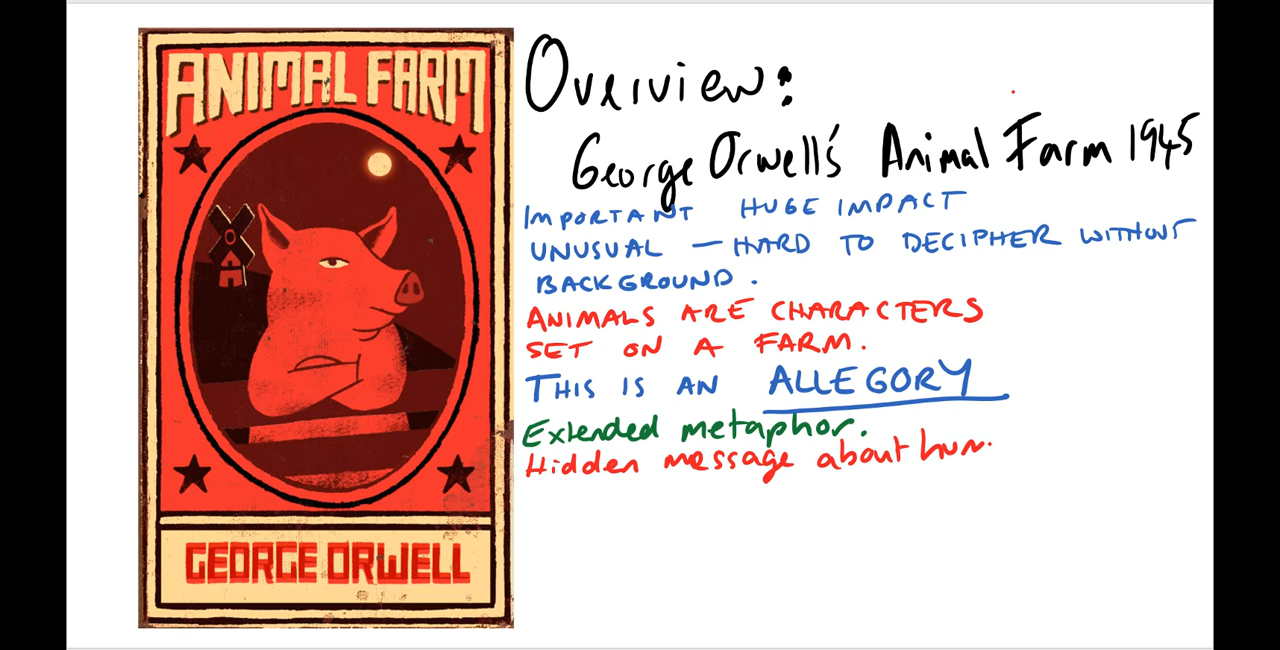 ANIMAL FARM
GEORGE ORWELL
Overview:
George Orwell's Animal Farm 1945
IMPORTANT HUGE IMPACT
UNUSUAL – HARD TO DECIPHER WITHOUT
BACKGROUND.
ANIMALS ARE CHARACTERS
SET ON A FARM.
THIS IS AN ALLEGORY
Extended metaphor.
Hidden message about hum